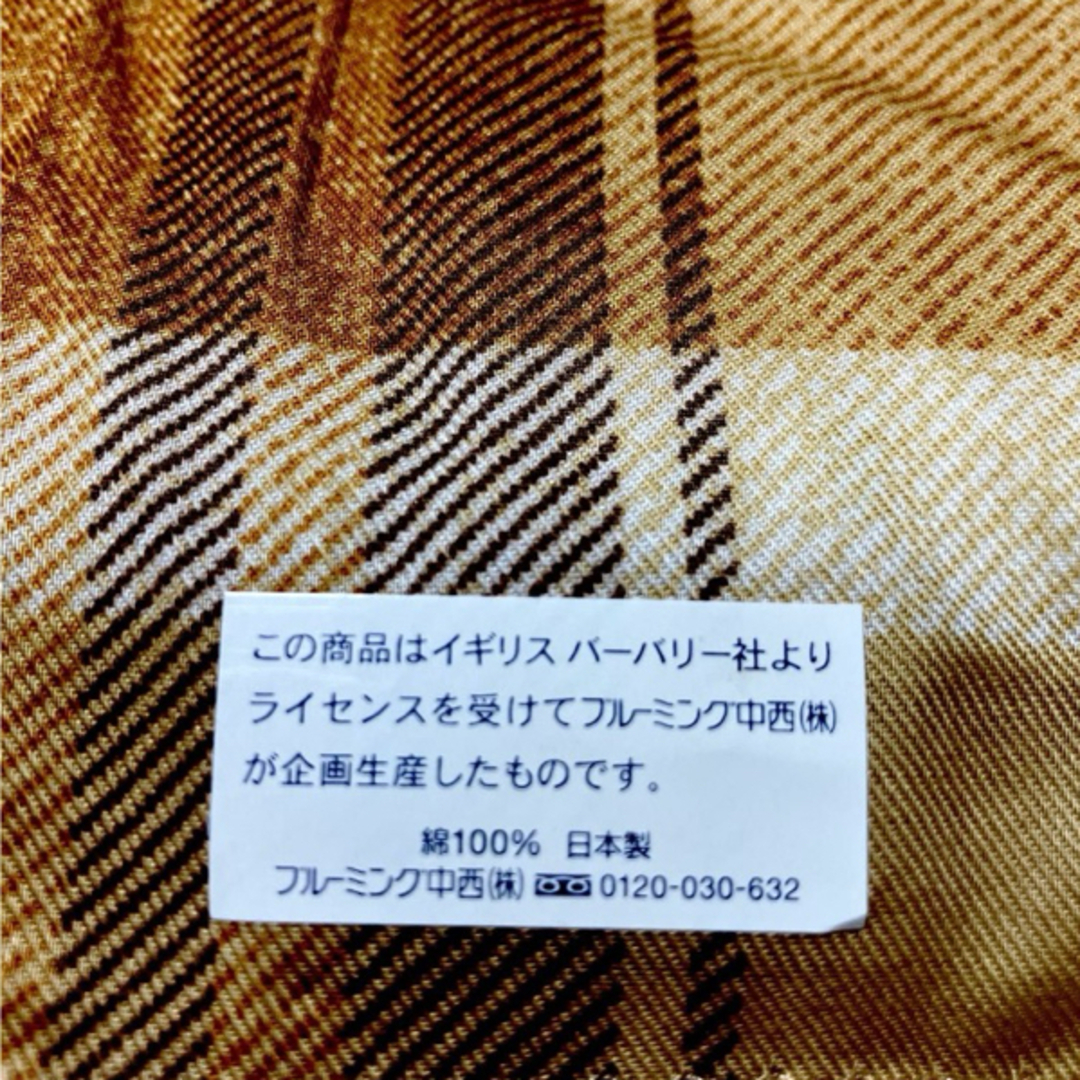 この商品はイギリス バーバリー社より
ライセンスを受けてブルーミング中西(株)
が企画生産したものです。
綿100% 日本製
ブルーミング中西(株) 0120-030-632